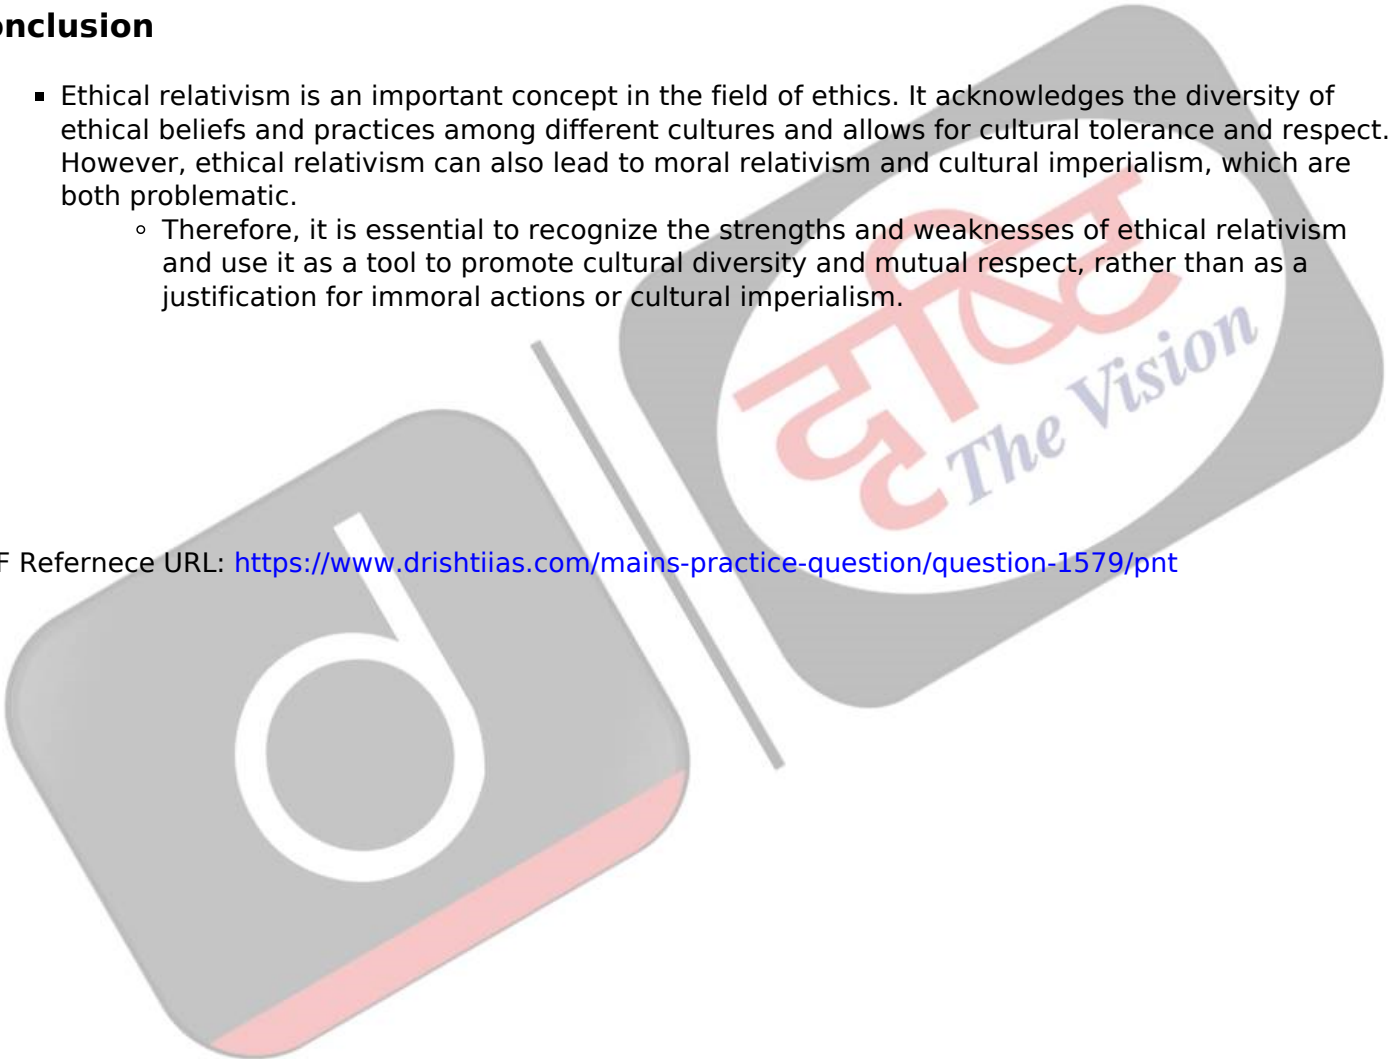 onclusion
▪ Ethical relativism is an important concept in the field of ethics. It acknowledges the diversity of
ethical beliefs and practices among different cultures and allows for cultural tolerance and respect.
However, ethical relativism can also lead to moral relativism and cultural imperialism, which are
both problematic.
◦ Therefore, it is essential to recognize the strengths and weaknesses of ethical relativism
and use it as a tool to promote cultural diversity and mutual respect, rather than as a
justification for immoral actions or cultural imperialism.
दृष्टि
The Vision
d
F Refernece URL: https://www.drishtiias.com/mains-practice-question/question-1579/pnt